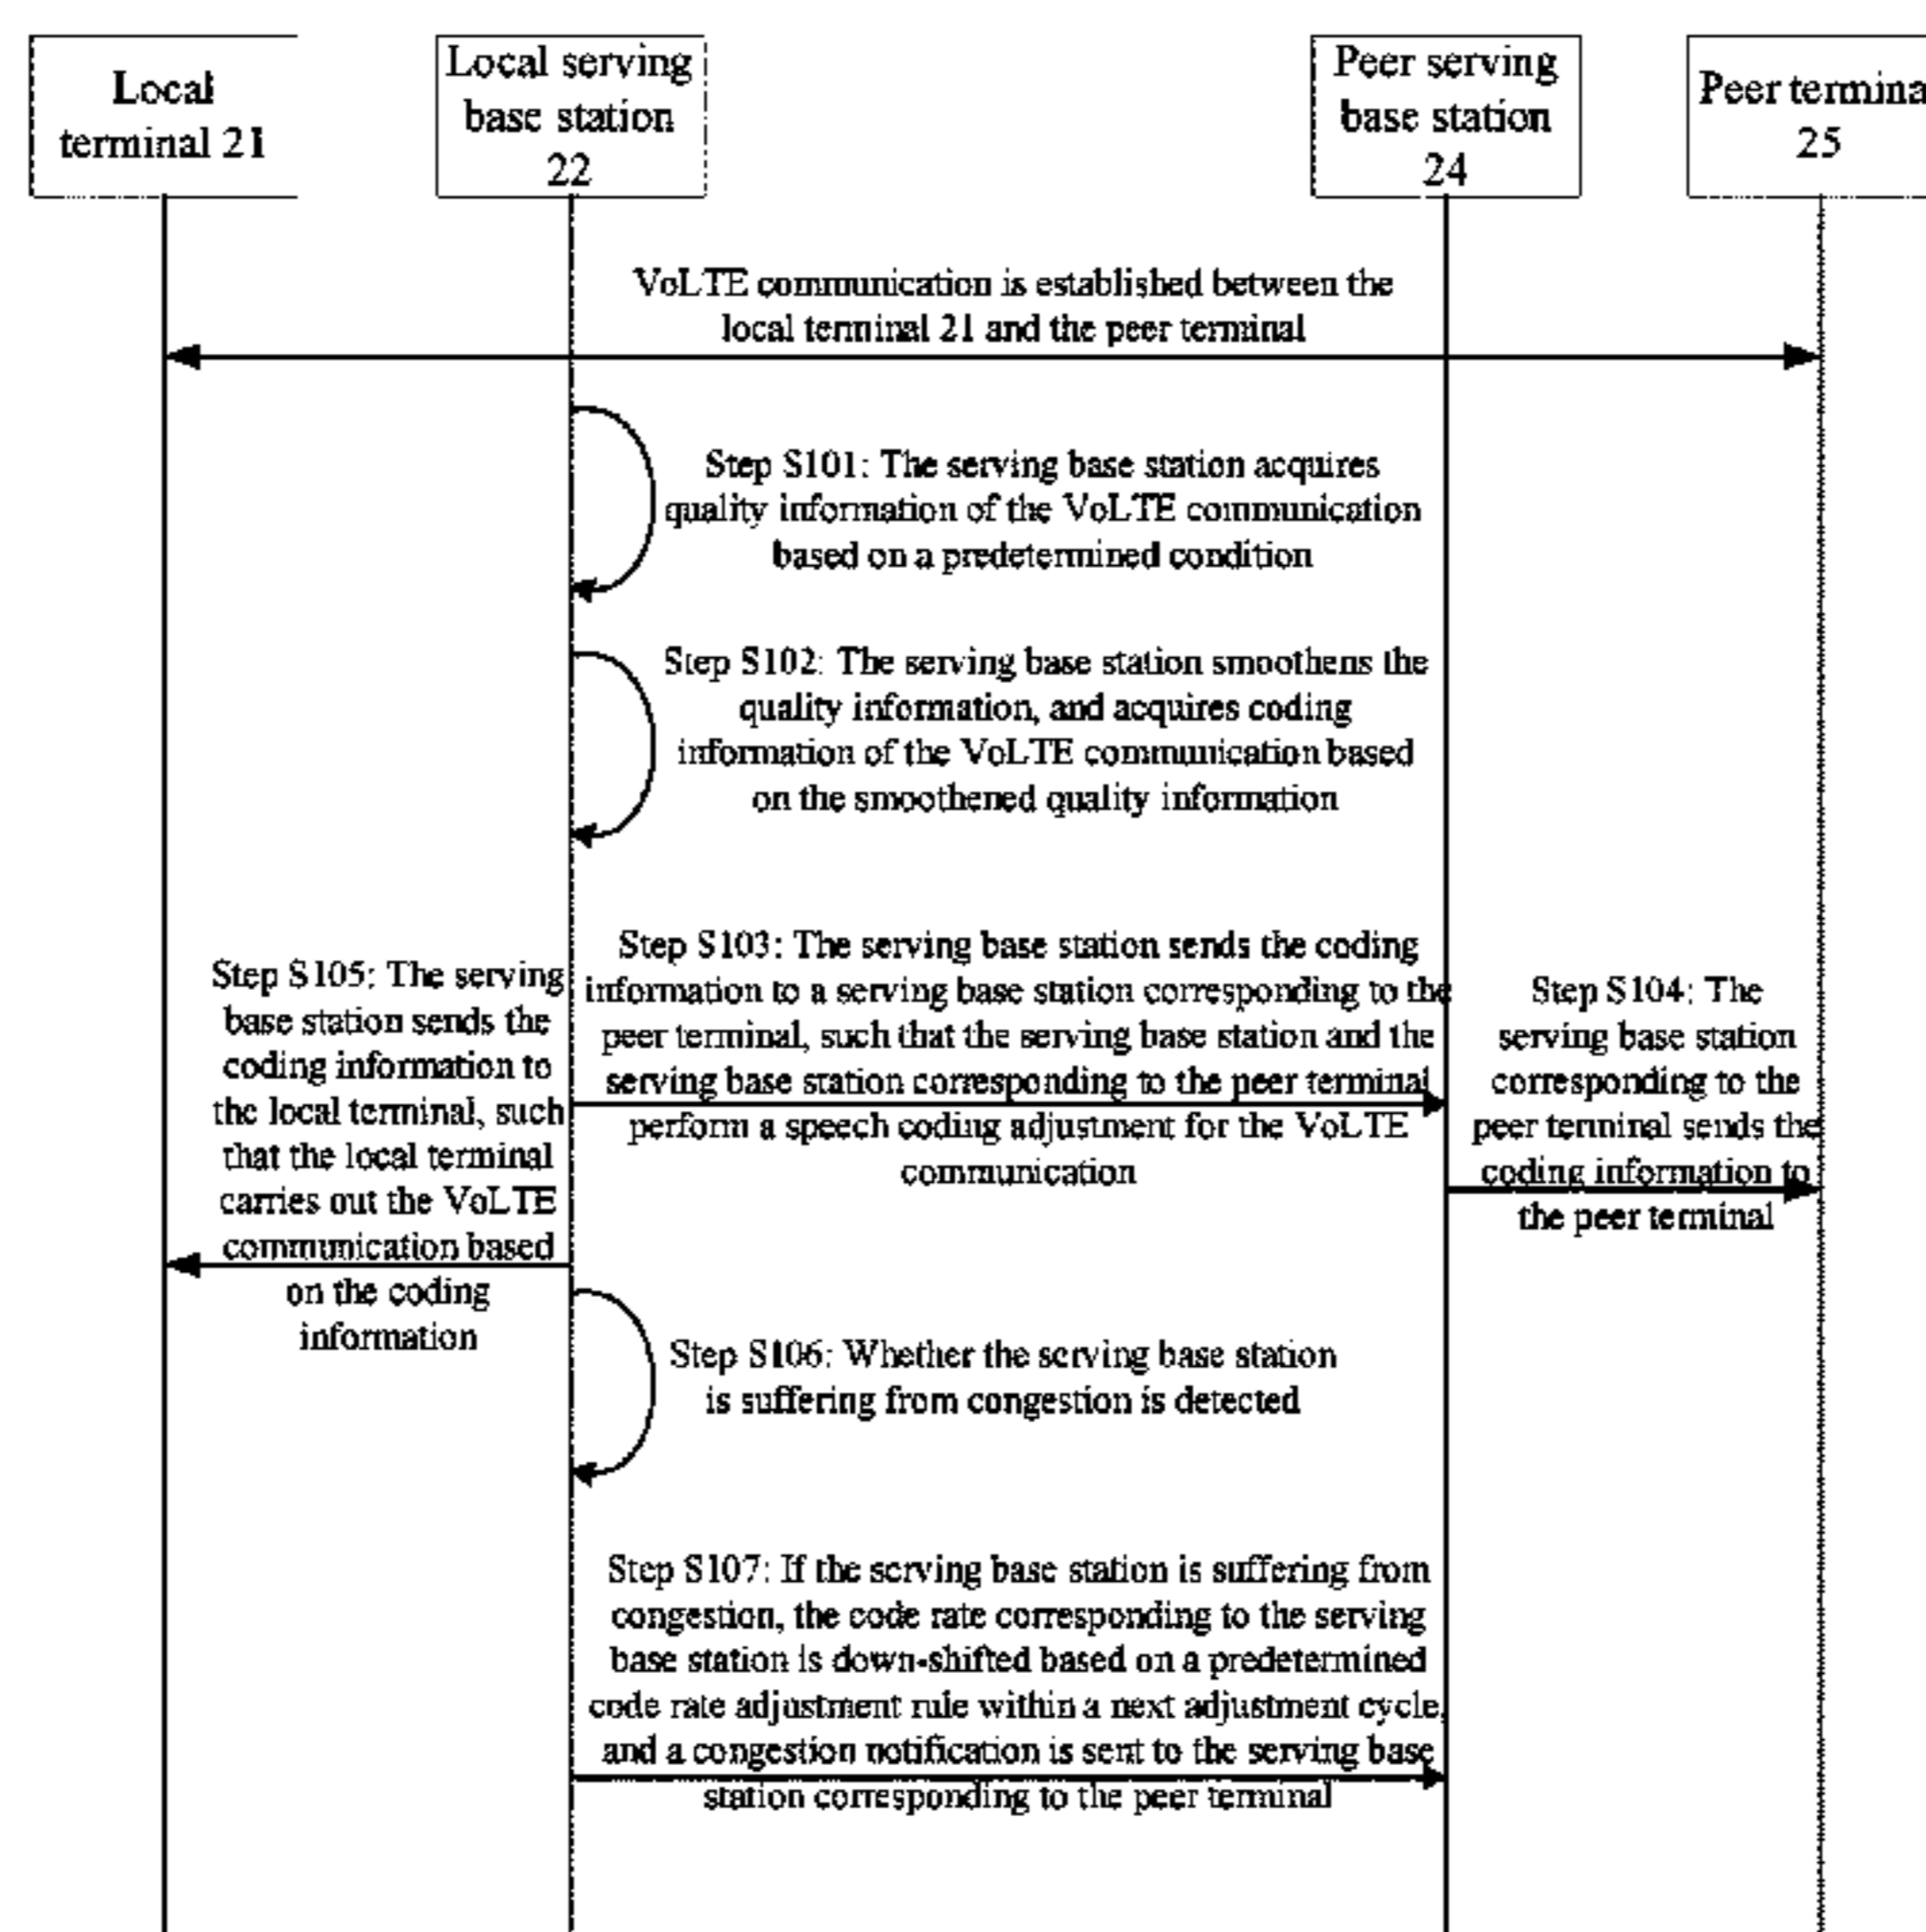 Local
terminal 21
Local serving
base station
22
Peer serving
base station
24
Peer termina
25
VoLTE communication is established between the
local terminal 21 and the peer terminal
Step S101: The serving base station acquires
quality information of the VoLTE communication
based on a predetermined condition
Step S102: The serving base station smoothens the
quality information, and acquires coding
information of the VoLTE communication based
on the smoothened quality information
Step S103: The serving base station sends the coding
information to a serving base station corresponding to the
peer terminal, such that the serving base station and the
serving base station corresponding to the peer terminal
perform a speech coding adjustment for the VoLTE
communication
Step S104: The
serving base station
corresponding to the
peer terminal sends the
coding information to
the peer terminal
Step S105: The serving
base station sends the
coding information to
the local terminal, such
that the local terminal
carries out the VoLTE
communication based
on the coding
information
Step S106: Whether the serving base station
is suffering from congestion is detected
Step S107: If the serving base station is suffering from
congestion, the code rate corresponding to the serving
base station is down-shifted based on a predetermined
code rate adjustment rule within a next adjustment cycle,
and a congestion notification is sent to the serving base
station corresponding to the peer terminal